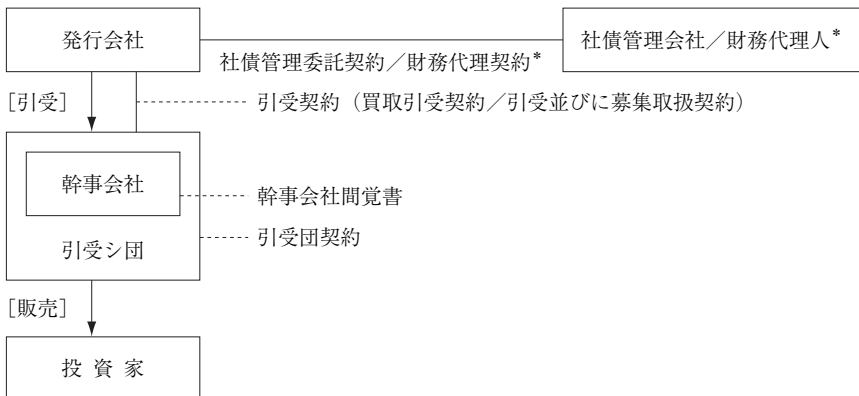 発行会社
社債管理会社／財務代理人*
社債管理委託契約／財務代理契約*
［引受］
引受契約（買取引受契約／引受並びに募集取扱契約）
幹事会社
幹事会社間覚書
引受シ団
引受団契約
［販売］
投資家